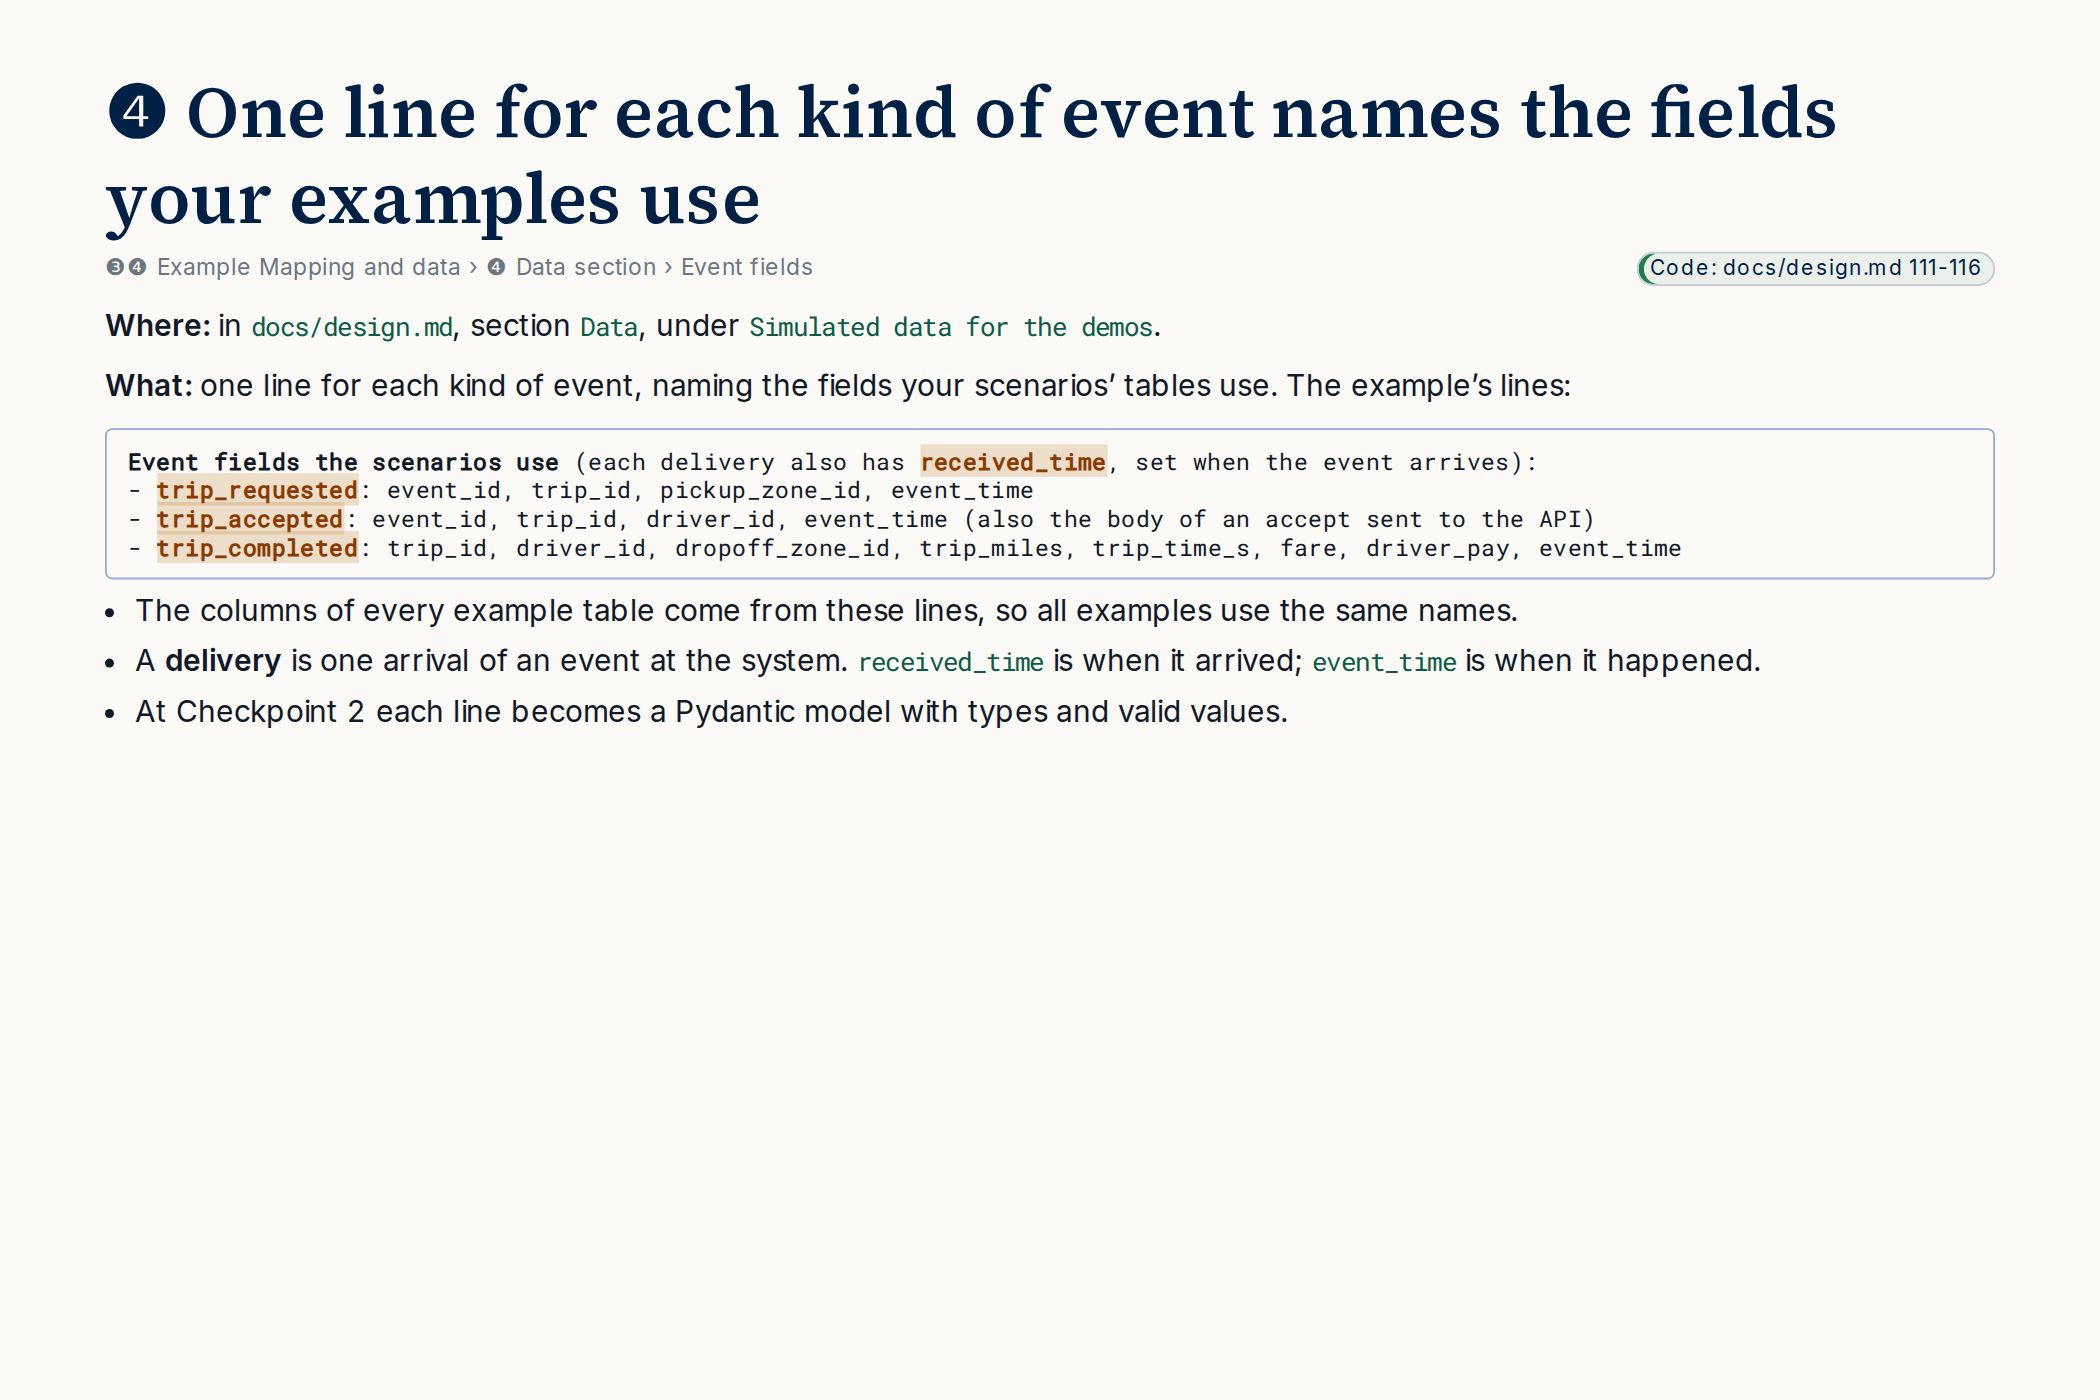 ❹ One line for each kind of event names the fields
your examples use
❸❹ Example Mapping and data › ❹ Data section › Event fields
Code: docs/design.md 111-116
Where: in docs/design.md, section Data, under Simulated data for the demos.
What: one line for each kind of event, naming the fields your scenarios’ tables use. The example’s lines:
Event fields the scenarios use (each delivery also has received_time, set when the event arrives):
- trip_requested: event_id, trip_id, pickup_zone_id, event_time
- trip_accepted: event_id, trip_id, driver_id, event_time (also the body of an accept sent to the API)
- trip_completed: trip_id, driver_id, dropoff_zone_id, trip_miles, trip_time_s, fare, driver_pay, event_time
• The columns of every example table come from these lines, so all examples use the same names.
• A delivery is one arrival of an event at the system. received_time is when it arrived; event_time is when it happened.
• At Checkpoint 2 each line becomes a Pydantic model with types and valid values.